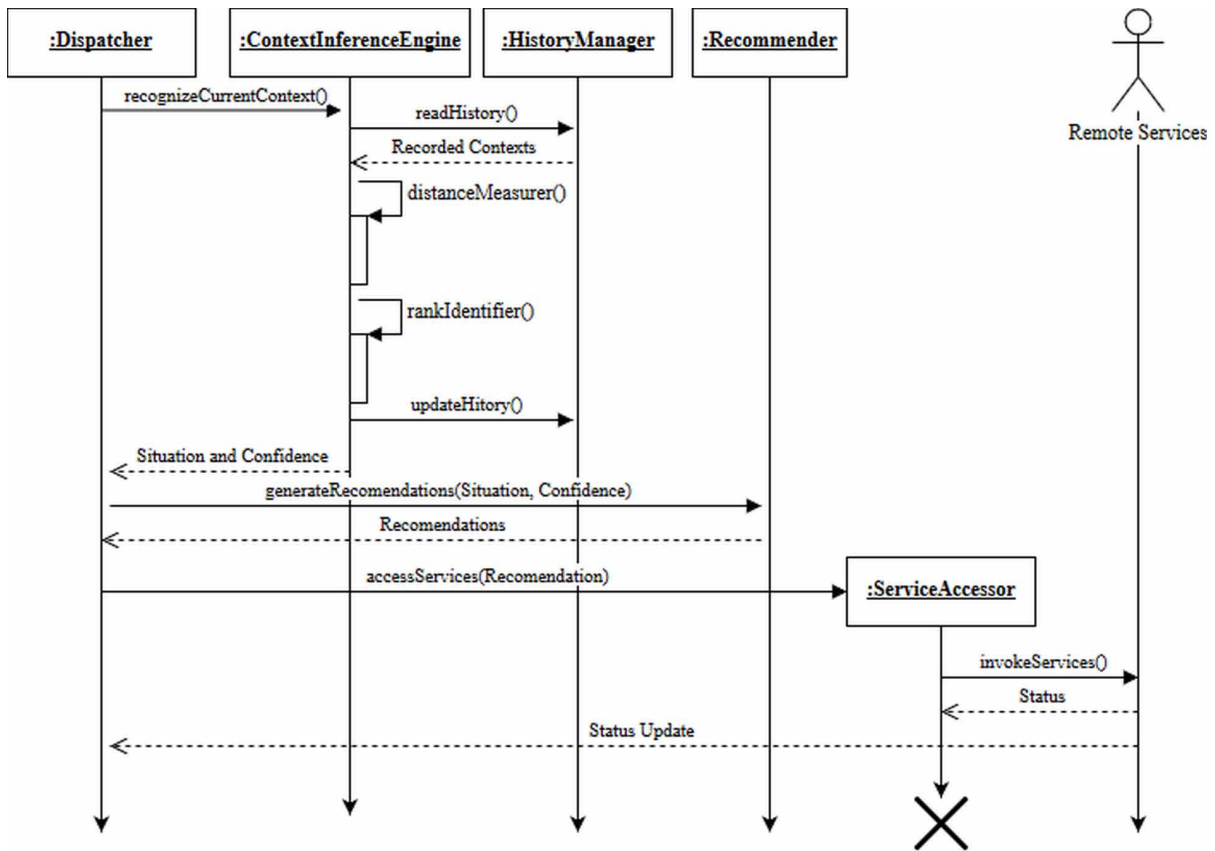 :Dispatcher
:ContextInferenceEngine
:HistoryManager
:Recommender
Remote Services
recognizeCurrentContext()
readHistory()
Recorded Contexts
distanceMeasurer()
rankIdentifier()
updateHitory()
Situation and Confidence
generateRecomendations(Situation, Confidence)
Recomendations
accessServices(Recomendation)
:ServiceAccessor
invokeServices()
Status
Status Update